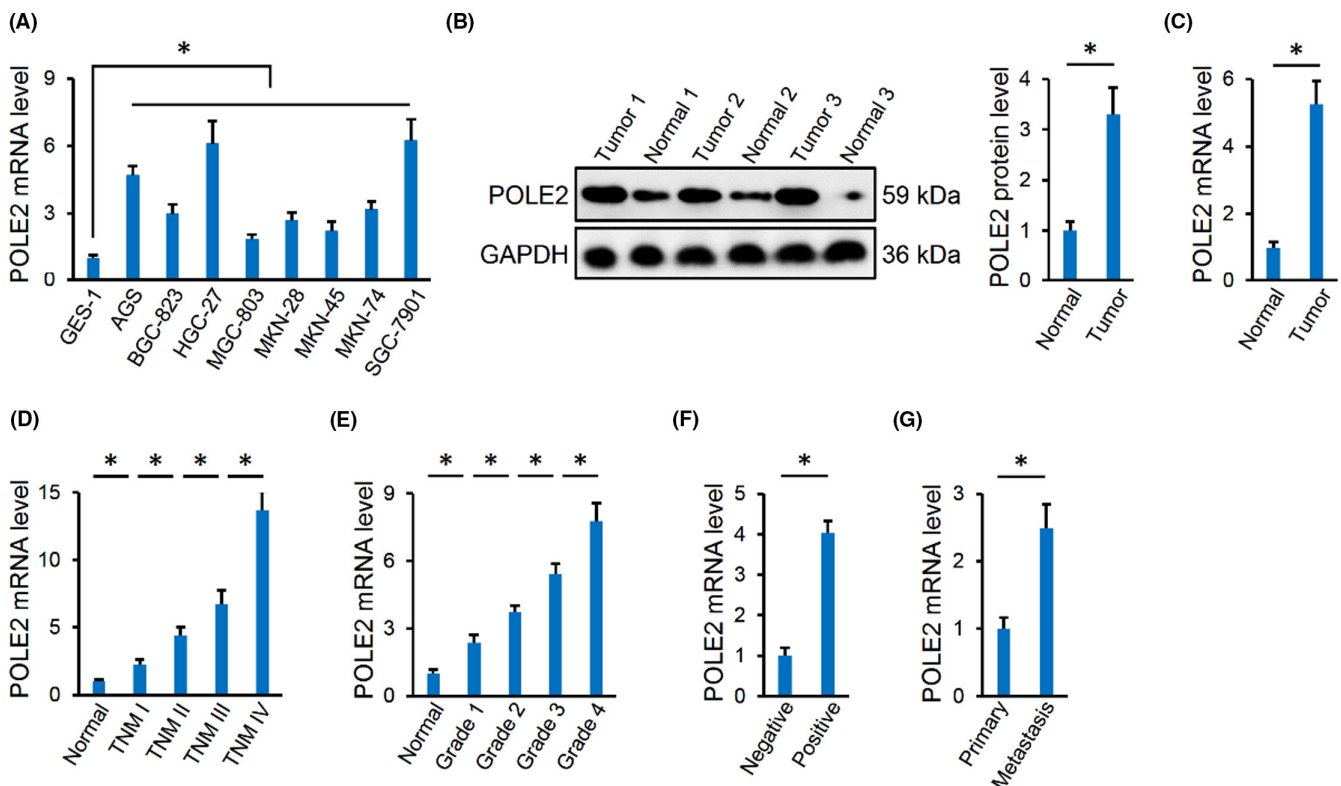 (A)
*
POLE2 mRNA level
9
6
3
0
GES-1
AGS
BGC-823
HGC-27
MGC-803
MKN-28
MKN-45
MKN-74
SGC-7901
(B)
Tumor 1
Normal 1
Tumor 2
Normal 2
Tumor 3
Normal 3
POLE2
59 kDa
GAPDH
36 kDa
*
POLE2 protein level
4
3
2
1
0
Normal
Tumor
(C)
*
POLE2 mRNA level
6
4
2
0
Normal
Tumor
(D)
* * * *
POLE2 mRNA level
15
10
5
0
Normal
TNM I
TNM II
TNM III
TNM IV
(E)
* * * *
POLE2 mRNA level
9
6
3
0
Normal
Grade 1
Grade 2
Grade 3
Grade 4
(F)
*
POLE2 mRNA level
5
4
3
2
1
0
Negative
Positive
(G)
*
POLE2 mRNA level
3
2
1
0
Primary
Metastasis